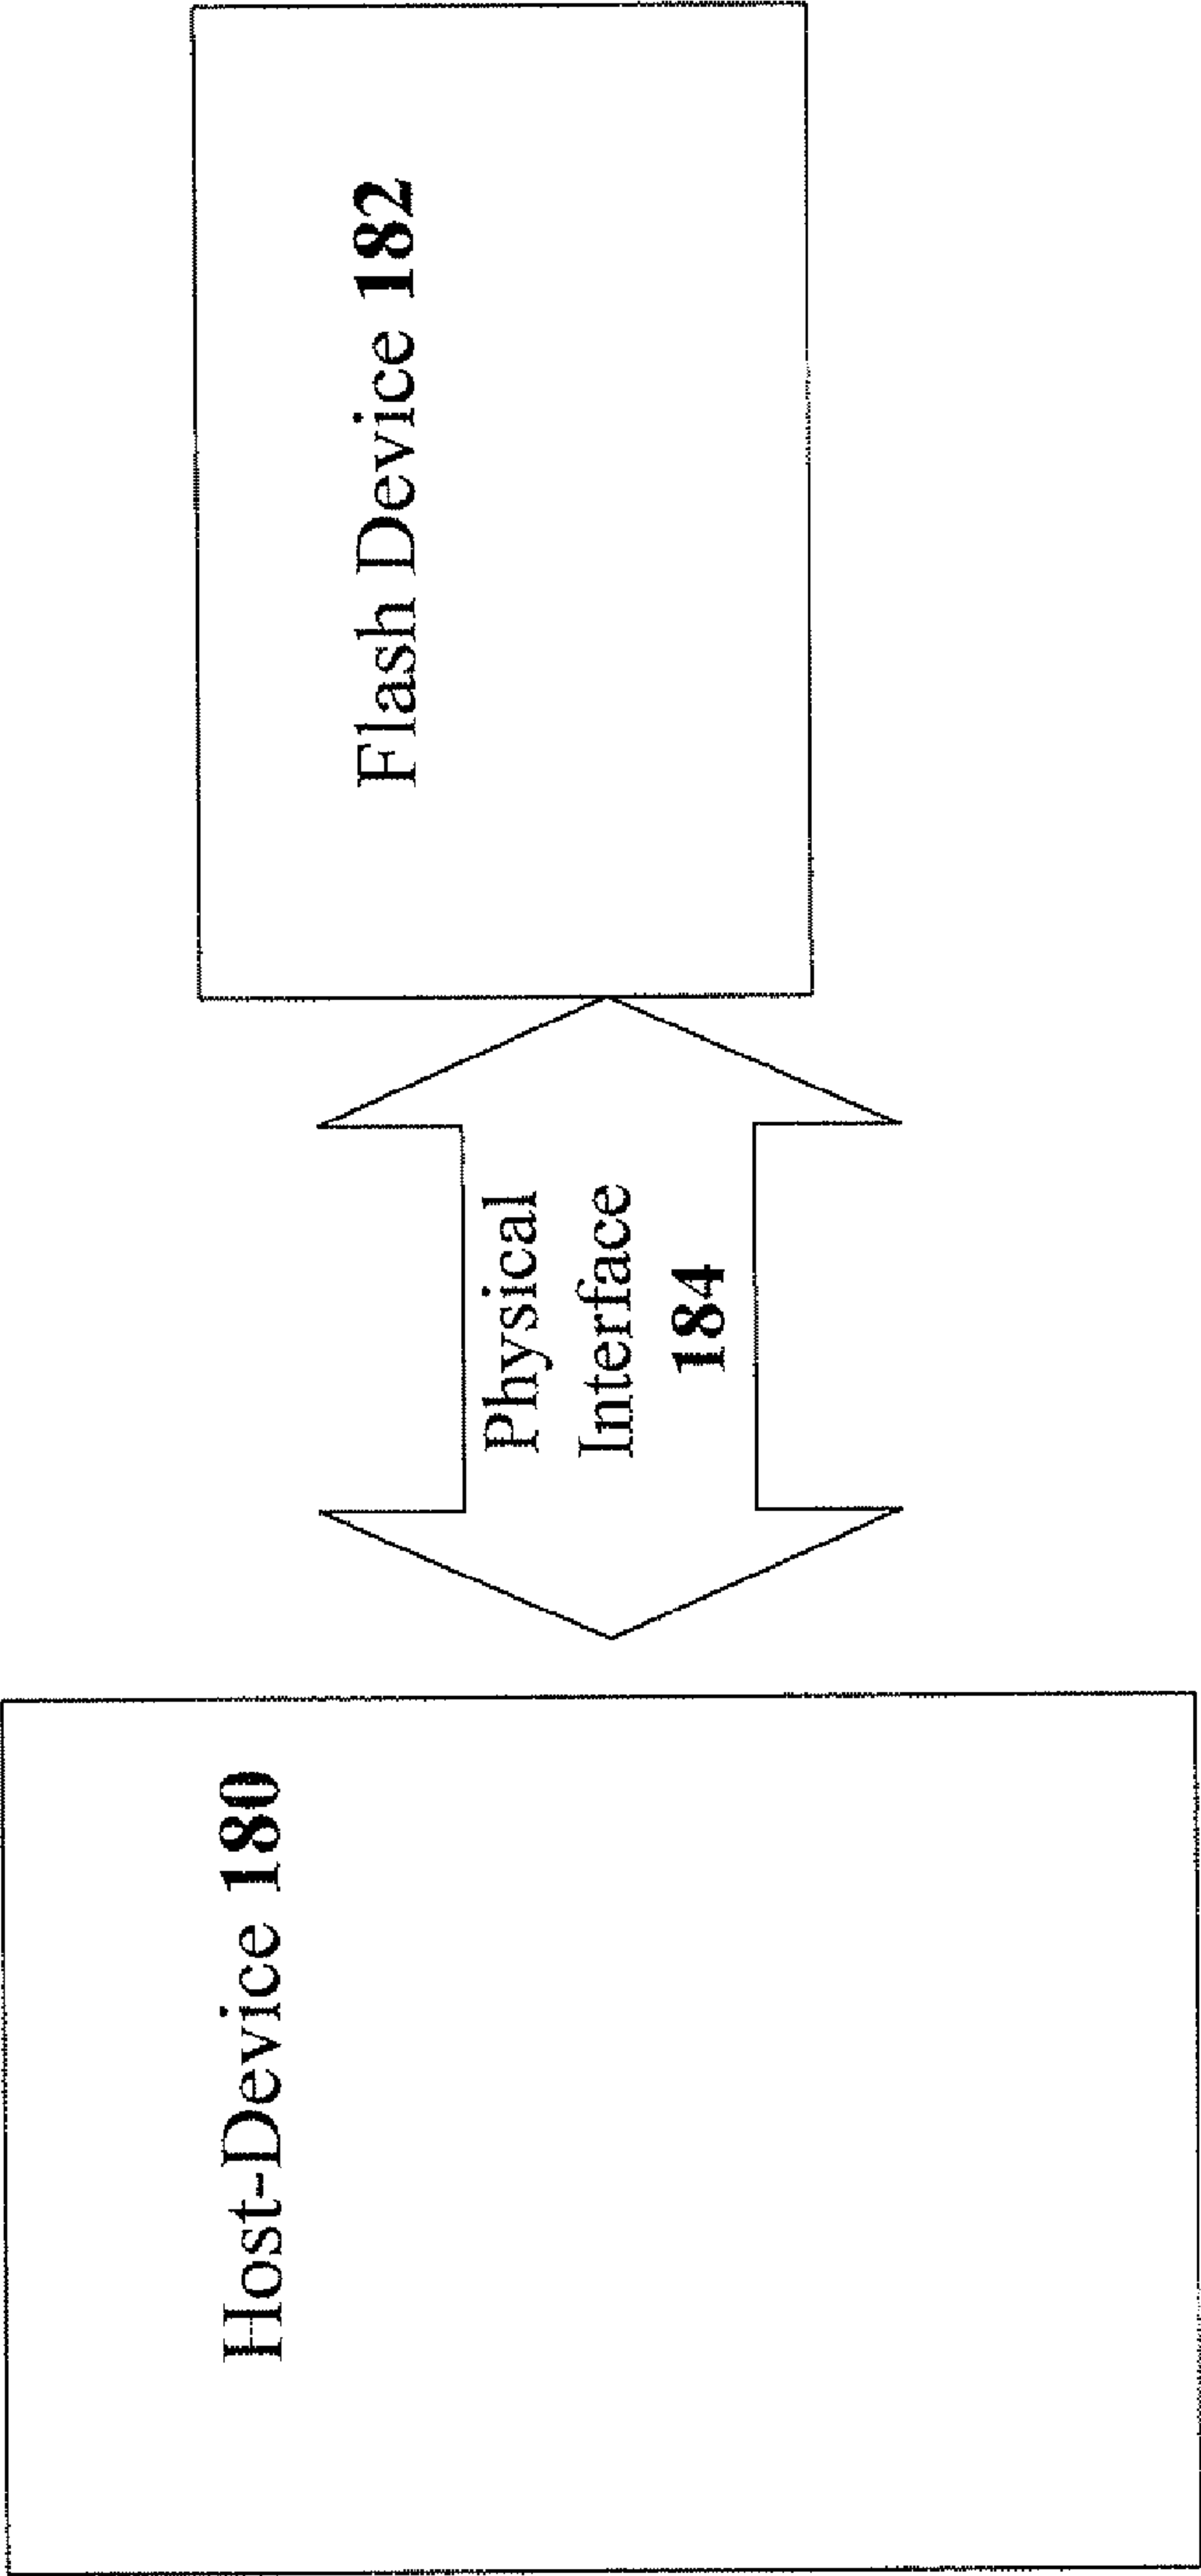 Host-Device 180
Physical
Interface
184
Flash Device 182